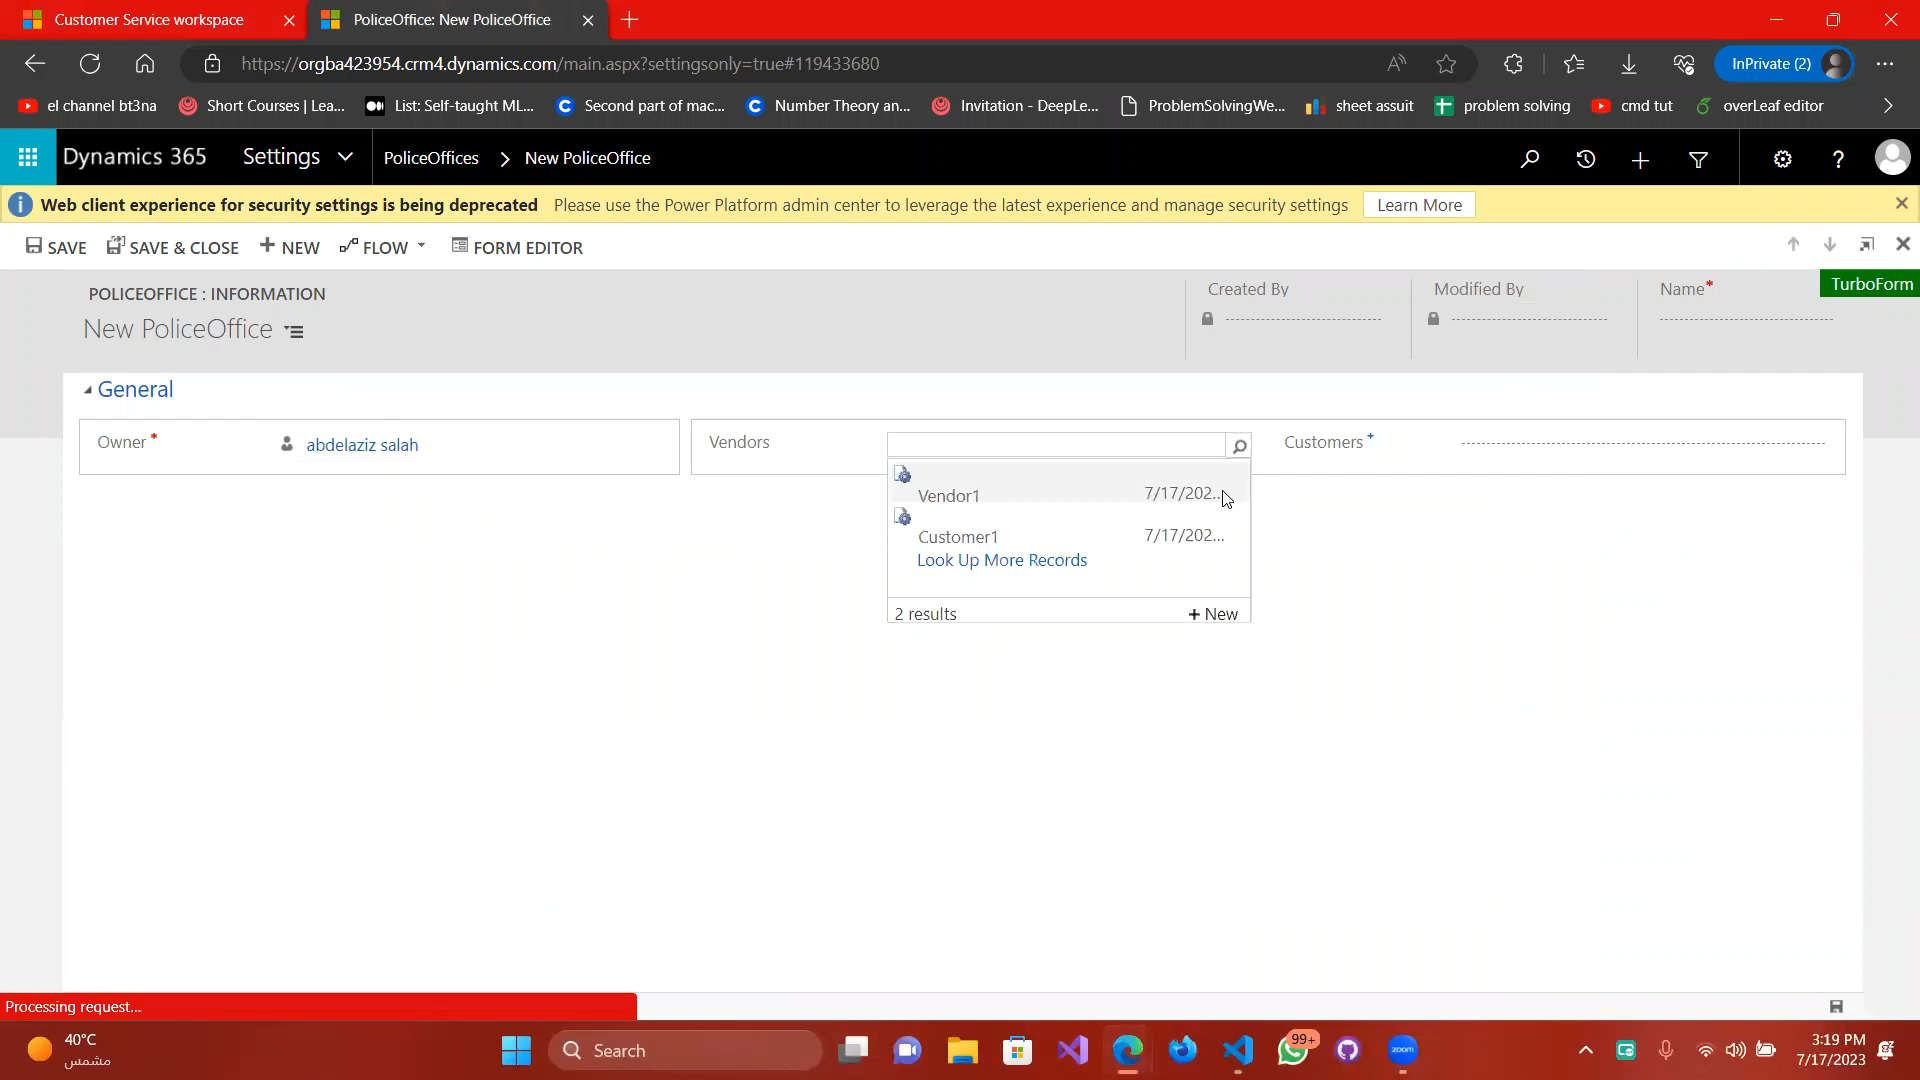 Customer Service workspace
PoliceOffice: New PoliceOffice
https://orgba423954.crm4.dynamics.com/main.aspx?settingsonly=true#119433680
InPrivate (2)
el channel bt3na
Short Courses | Lea...
List: Self-taught ML...
Second part of mac...
Number Theory an...
Invitation - DeepLe...
ProblemSolvingWe...
sheet assuit
problem solving
cmd tut
overLeaf editor
Dynamics 365
Settings
PoliceOffices > New PoliceOffice
Web client experience for security settings is being deprecated Please use the Power Platform admin center to leverage the latest experience and manage security settings
Learn More
SAVE
SAVE & CLOSE
+ NEW
FLOW
FORM EDITOR
TurboForm
POLICEOFFICE : INFORMATION
New PoliceOffice
Created By
Modified By
Name*
General
Owner *
abdelaziz salah
Vendors
Customers *
Vendor1 7/17/202...
Customer1 7/17/202...
Look Up More Records
2 results
+ New
Processing request...
40°C
مشمس
Search
99+
zoom
3:19 PM
7/17/2023